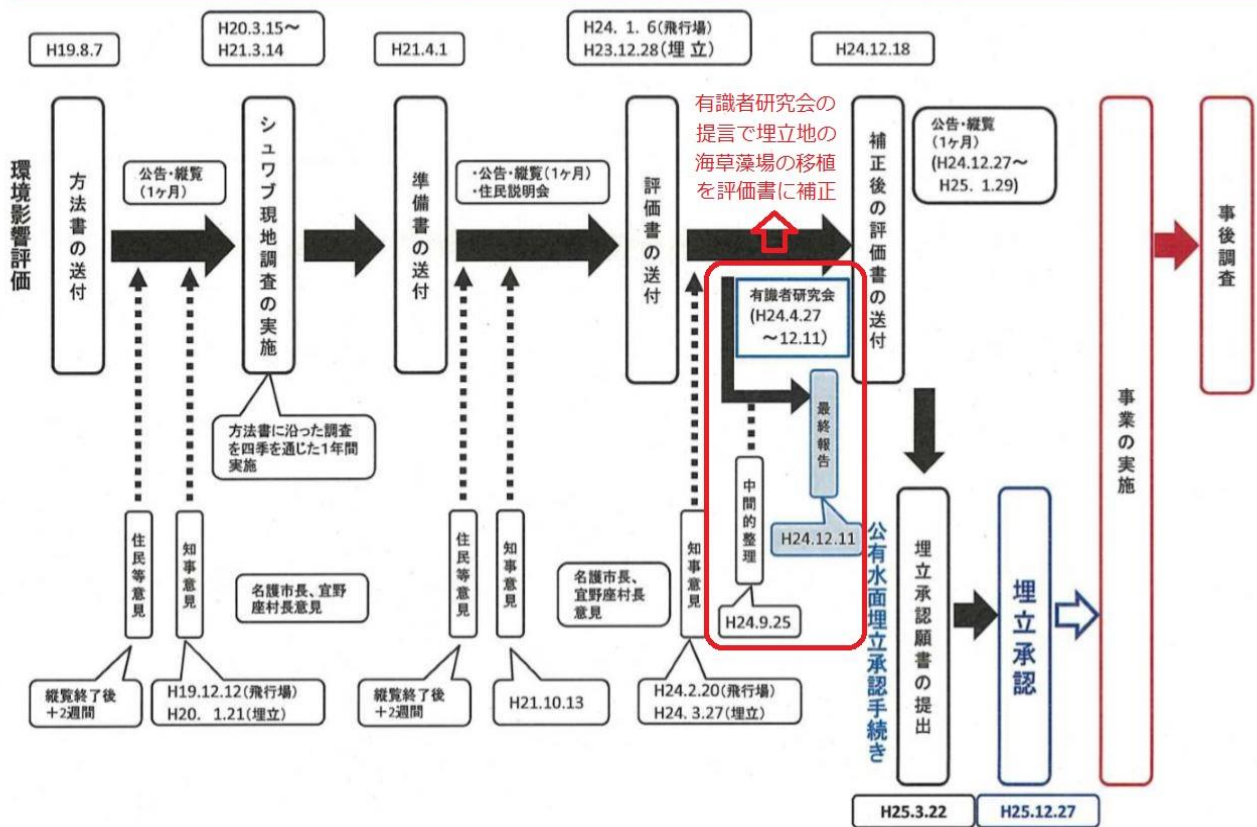 H19.8.7
H20.3.15～
H21.3.14
H21.4.1
H24. 1. 6(飛行場)
H23.12.28(埋 立)
H24.12.18
環境影響評価
方法書の送付
公告・縦覧
(1ヶ月)
シュワブ現地調査の実施
準備書の送付
・公告・縦覧(1ヶ月)
・住民説明会
評価書の送付
有識者研究会の
提言で埋立地の
海草藻場の移植
を評価書に補正
補正後の評価書の送付
公告・縦覧
(1ヶ月)
(H24.12.27～
H25. 1.29)
事業の実施
事後調査
有識者研究会
(H24.4.27
～12.11)
最終報告
H24.12.11
中間的整理
H24.9.25
方法書に沿った調査
を四季を通じた1年間
実施
住民等意見
知事意見
名護市長、宜野
座村長意見
住民等意見
知事意見
名護市長、
宜野座村長
意見
知事意見
縦覧終了後
+2週間
H19.12.12(飛行場)
H20. 1.21(埋立)
縦覧終了後
+2週間
H21.10.13
H24.2.20(飛行場)
H24. 3.27(埋立)
公有水面埋立承認手続き
埋立承認願書の提出
埋立承認
H25.3.22
H25.12.27